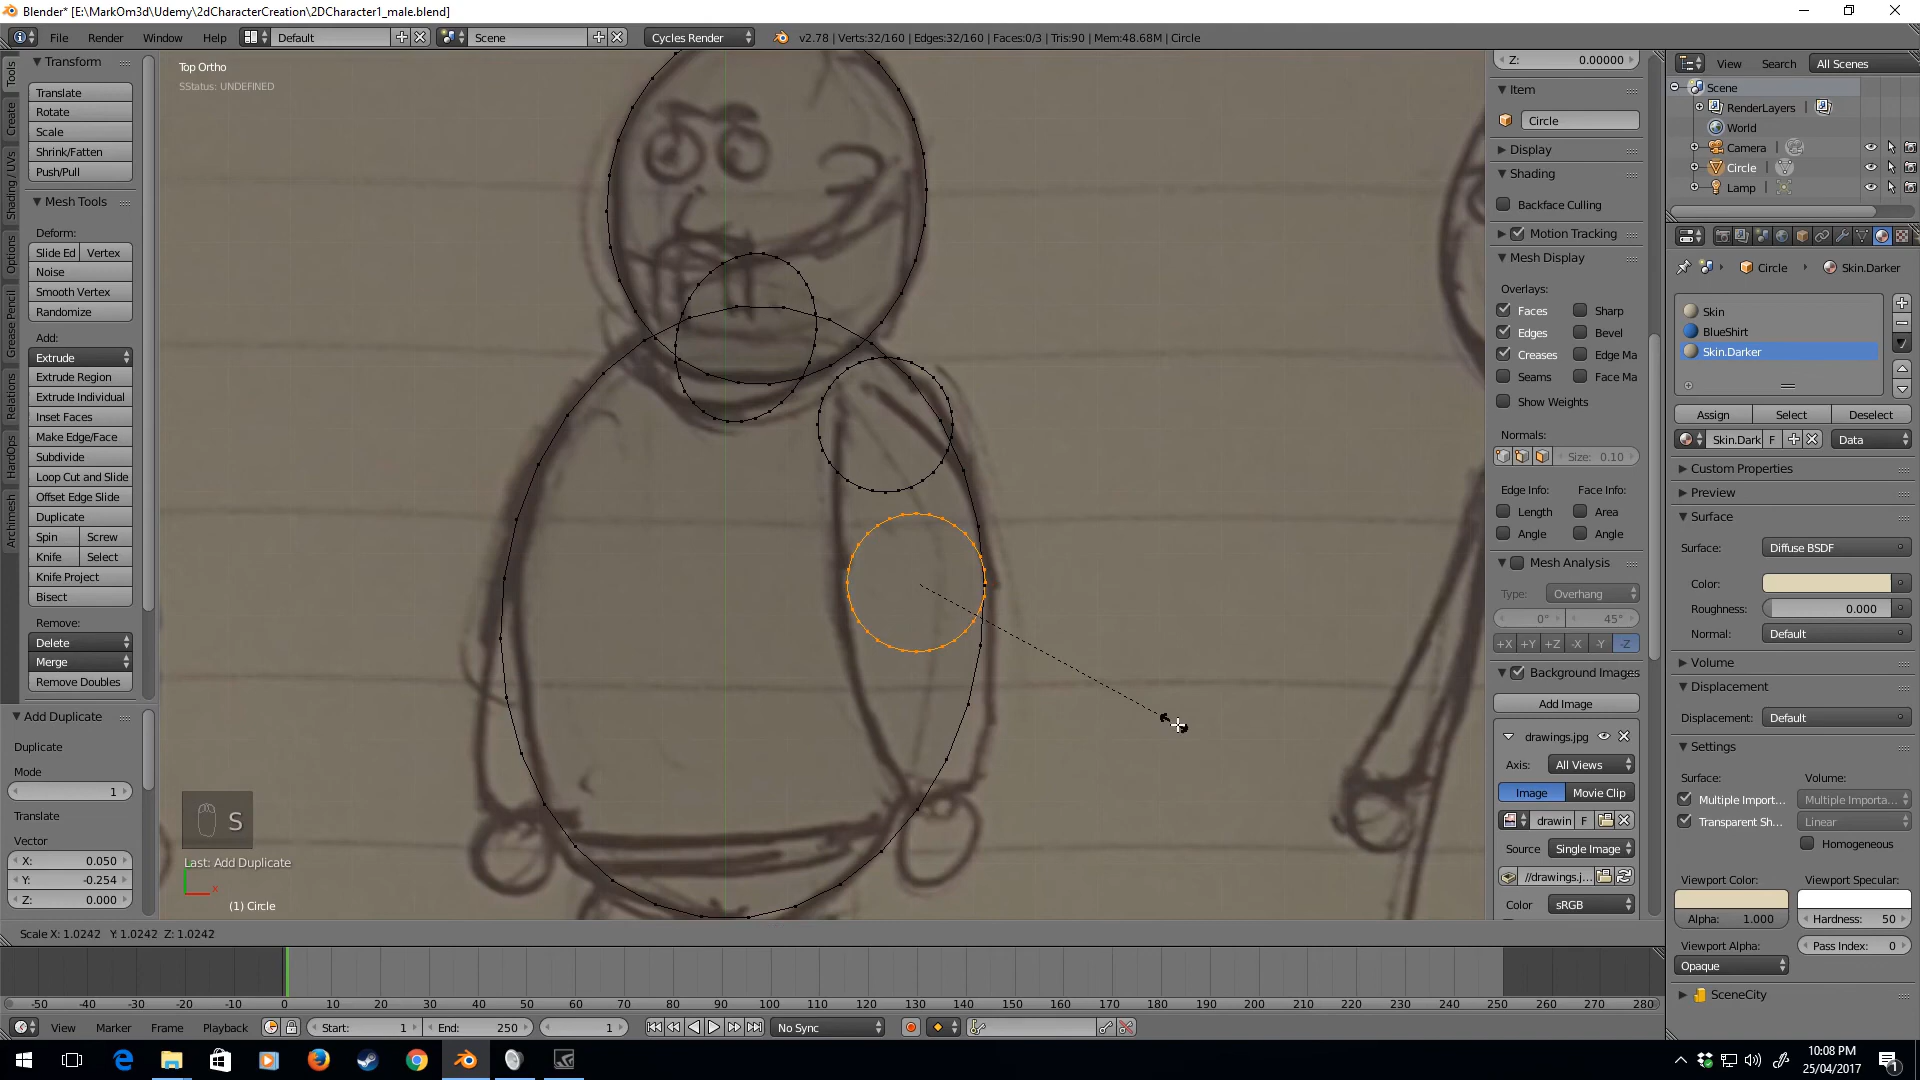 Blender* [E:\MarkOm3d\Udemy\2dCharacterCreation\2DCharacter1_male.blend]
File Render Window Help Default Scene Cycles Render v2.78 | Verts:32/160 | Edges:32/160 | Faces:0/3 | Tris:90 | Mem:48.68M | Circle
Tools
Create
Shading / UVs
Options
Grease Pencil
Relations
HardOps
Archimesh
Transform
Translate
Rotate
Scale
Shrink/Fatten
Push/Pull
Mesh Tools
Deform:
Slide Ed Vertex
Noise
Smooth Vertex
Randomize
Add:
Extrude
Extrude Region
Extrude Individual
Inset Faces
Make Edge/Face
Subdivide
Loop Cut and Slide
Offset Edge Slide
Duplicate
Spin Screw
Knife Select
Knife Project
Bisect
Remove:
Delete
Merge
Remove Doubles
Add Duplicate
Duplicate
Mode
1
Translate
Vector
X: 0.050
Y: -0.254
Z: 0.000
Top Ortho
SStatus: UNDEFINED
S
Last: Add Duplicate
x
(1) Circle
Scale X: 1.0242 Y: 1.0242 Z: 1.0242
Z: 0.00000
Item
Circle
Display
Shading
Backface Culling
Motion Tracking
Mesh Display
Overlays:
Faces Sharp
Edges Bevel
Creases Edge Ma
Seams Face Ma
Show Weights
Normals:
Size: 0.10
Edge Info: Face Info:
Length Area
Angle Angle
Mesh Analysis
Type: Overhang
0° 45°
+X +Y +Z -X -Y -Z
Background Images
Add Image
drawings.jpg
Axis: All Views
Image Movie Clip
drawin F
Source Single Image
//drawings.j...
Color sRGB
View Search All Scenes
Scene
RenderLayers |
World
Camera |
Circle |
Lamp |
Circle Skin.Darker
Skin
BlueShirt
Skin.Darker
Assign Select Deselect
Skin.Dark F Data
Custom Properties
Preview
Surface
Surface: Diffuse BSDF
Color:
Roughness: 0.000
Normal: Default
Volume
Displacement
Displacement: Default
Settings
Surface: Volume:
Multiple Import... Multiple Importa...
Transparent Sh... Linear
Homogeneous
Viewport Color: Viewport Specular:
Alpha: 1.000 Hardness: 50
Viewport Alpha: Pass Index: 0
Opaque
SceneCity
-50 -40 -30 -20 -10 0 10 20 30 40 50 60 70 80 90 100 110 120 130 140 150 160 170 180 190 200 210 220 230 240 250 260 270 280
View Marker Frame Playback Start: 1 End: 250 1 No Sync
10:08 PM
25/04/2017
1